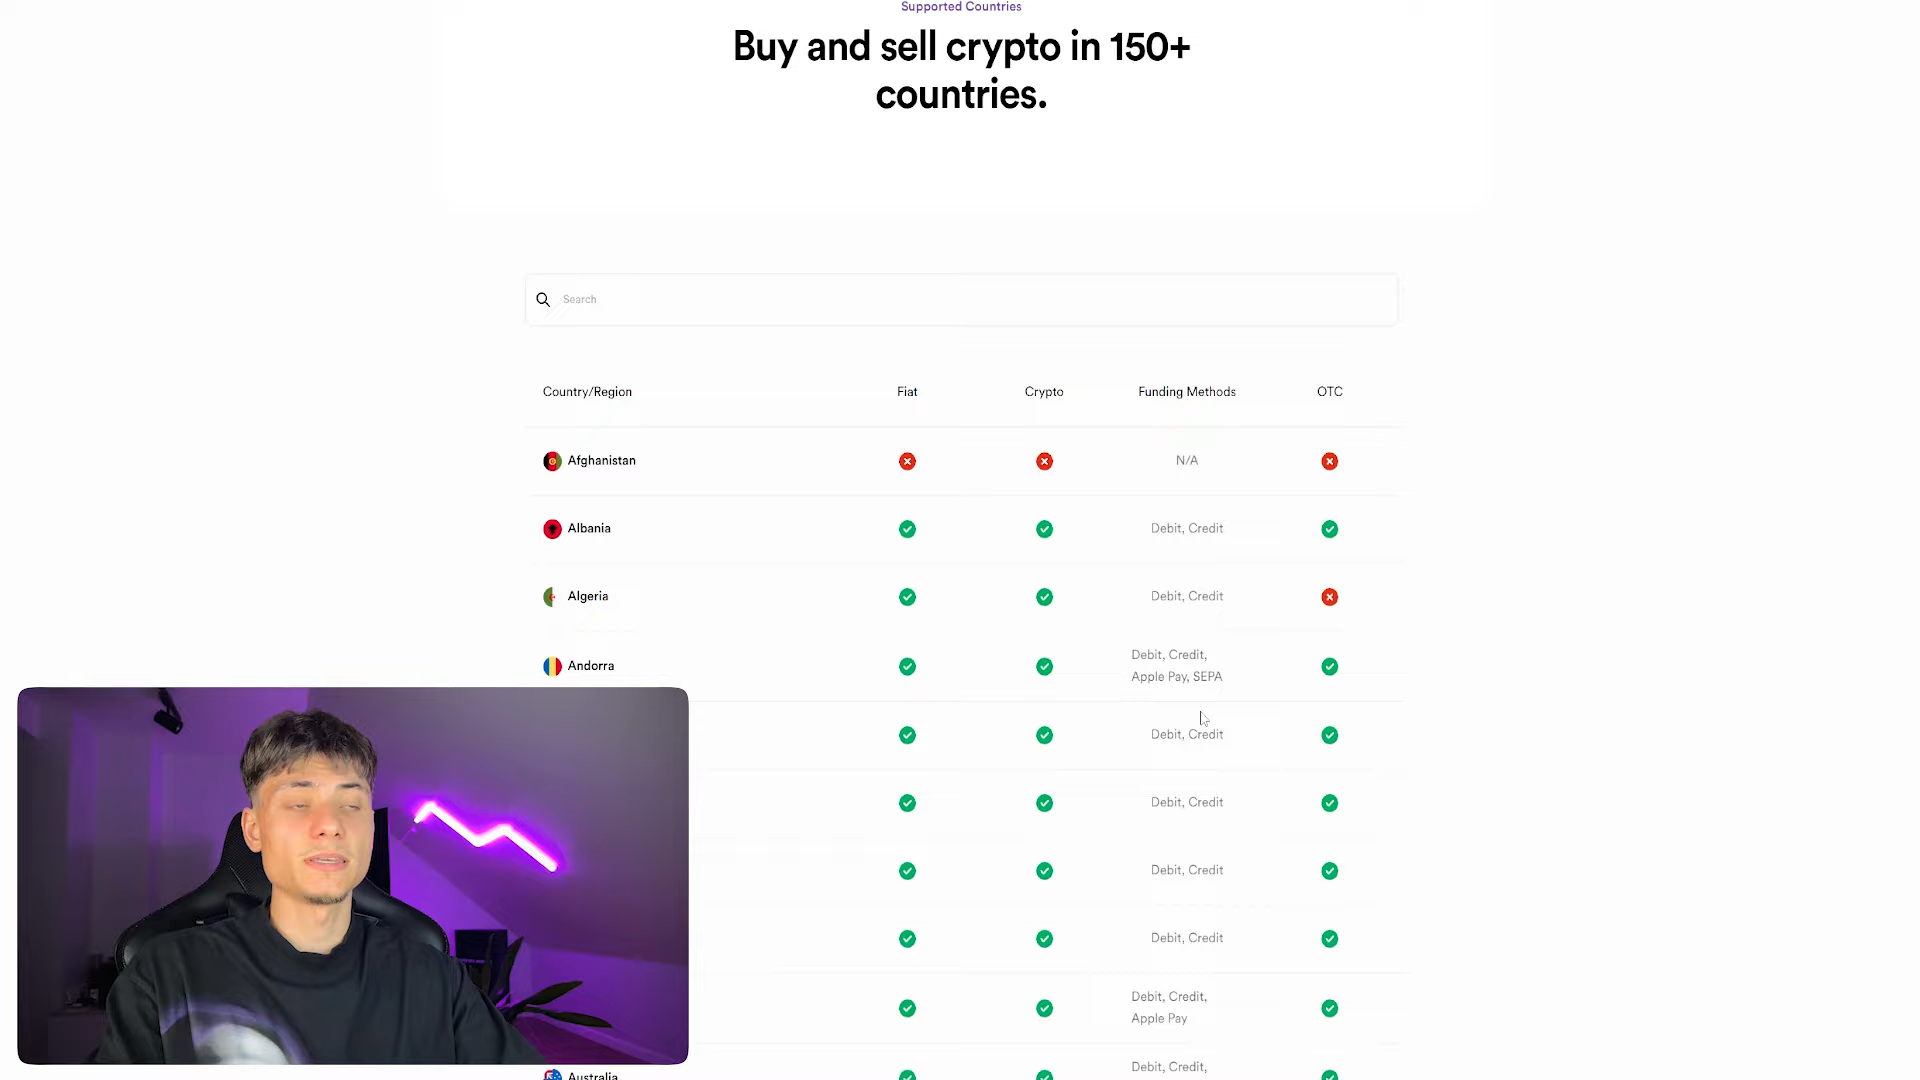 Supported Countries
Buy and sell crypto in 150+
countries.
Search
Country/Region Fiat Crypto Funding Methods OTC
Afghanistan N/A
Albania Debit, Credit
Algeria Debit, Credit
Andorra Debit, Credit,
Apple Pay, SEPA
Debit, Credit
Debit, Credit
Debit, Credit
Debit, Credit
Debit, Credit,
Apple Pay
Australia Debit, Credit,